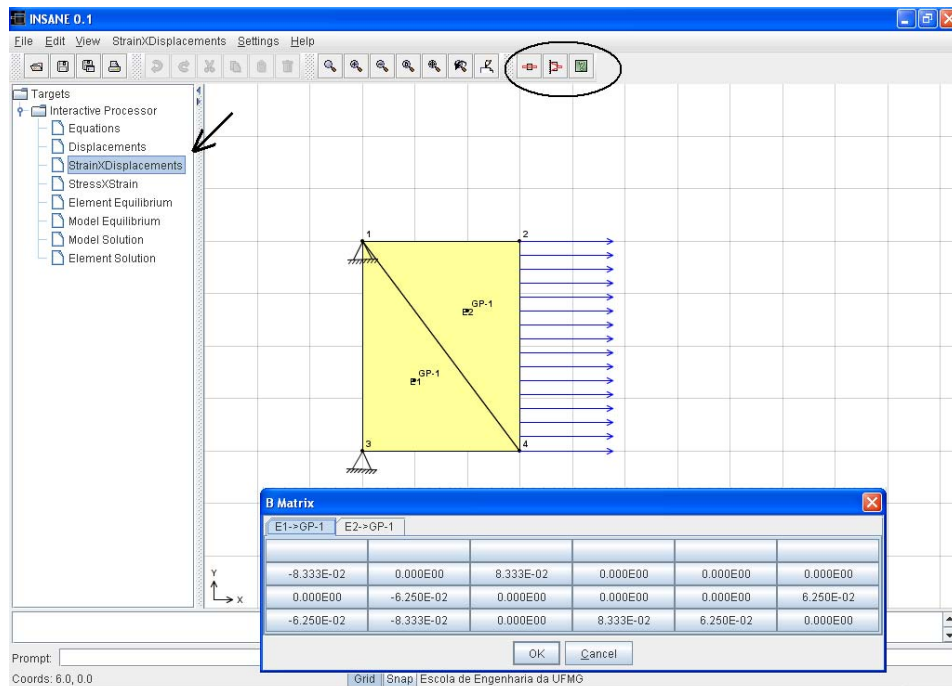 INSANE 0.1
File Edit View StrainXDisplacements Settings Help
Targets
Interactive Processor
Equations
Displacements
StrainXDisplacements
StressXStrain
Element Equilibrium
Model Equilibrium
Model Solution
Element Solution
1 2
GP-1
E2
GP-1
E1
3 4
Y
X
B Matrix
E1->GP-1 E2->GP-1
-8.333E-02 0.000E00 8.333E-02 0.000E00 0.000E00 0.000E00
0.000E00 -6.250E-02 0.000E00 0.000E00 0.000E00 6.250E-02
-6.250E-02 -8.333E-02 0.000E00 8.333E-02 6.250E-02 0.000E00
OK Cancel
Prompt:
Coords: 6.0, 0.0 Grid Snap Escola de Engenharia da UFMG